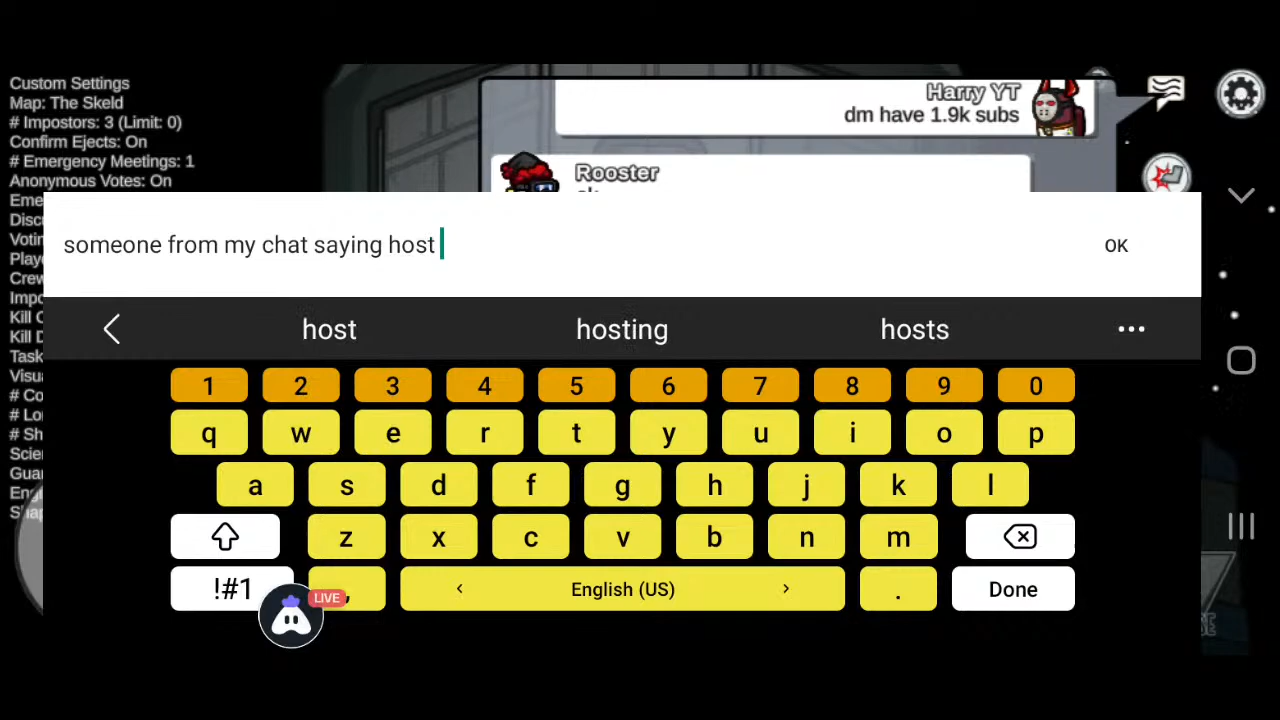 Custom Settings
Map: The Skeld
# Impostors: 3 (Limit: 0)
Confirm Ejects: On
# Emergency Meetings: 1
Anonymous Votes: On
Harry YT
dm have 1.9k subs
Rooster
someone from my chat saying host
OK
host hosting hosts
1 2 3 4 5 6 7 8 9 0
q w e r t y u i o p
a s d f g h j k l
z x c v b n m
!#1 , English (US) . Done
LIVE